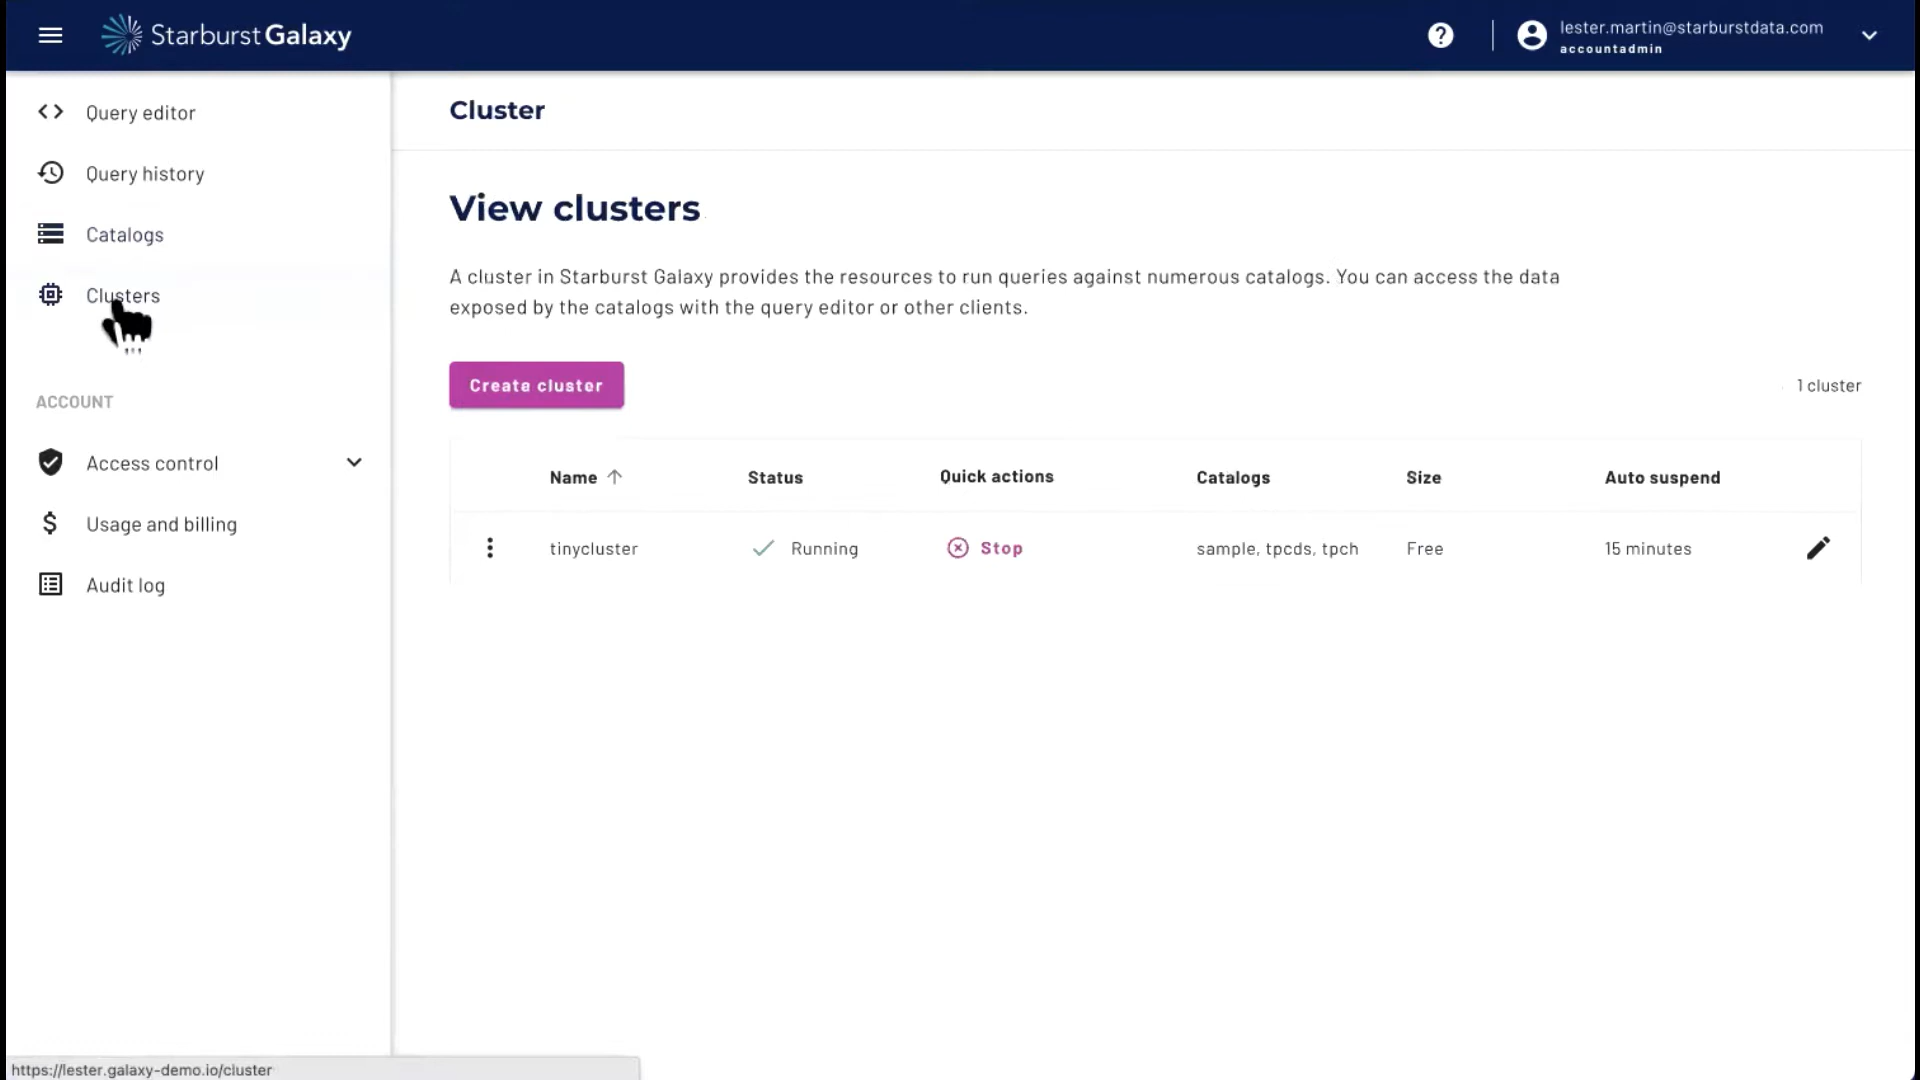 Starburst Galaxy
?
lester.martin@starburstdata.com
accountadmin
Query editor
Query history
Catalogs
Clusters
ACCOUNT
Access control
Usage and billing
Audit log
Cluster
View clusters
A cluster in Starburst Galaxy provides the resources to run queries against numerous catalogs. You can access the data
exposed by the catalogs with the query editor or other clients.
Create cluster
1 cluster
Name Status Quick actions Catalogs Size Auto suspend
tinycluster Running Stop sample, tpcds, tpch Free 15 minutes
https://lester.galaxy-demo.io/cluster